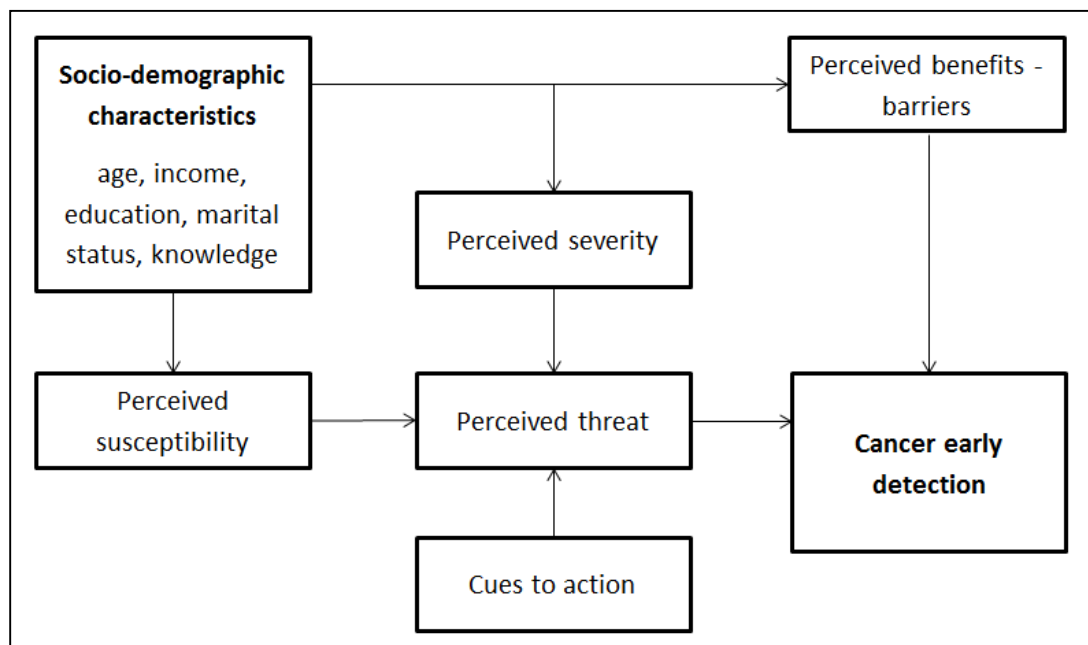 Socio-demographic
characteristics
age, income,
education, marital
status, knowledge
Perceived benefits -
barriers
Perceived severity
Perceived
susceptibility
Perceived threat
Cancer early
detection
Cues to action